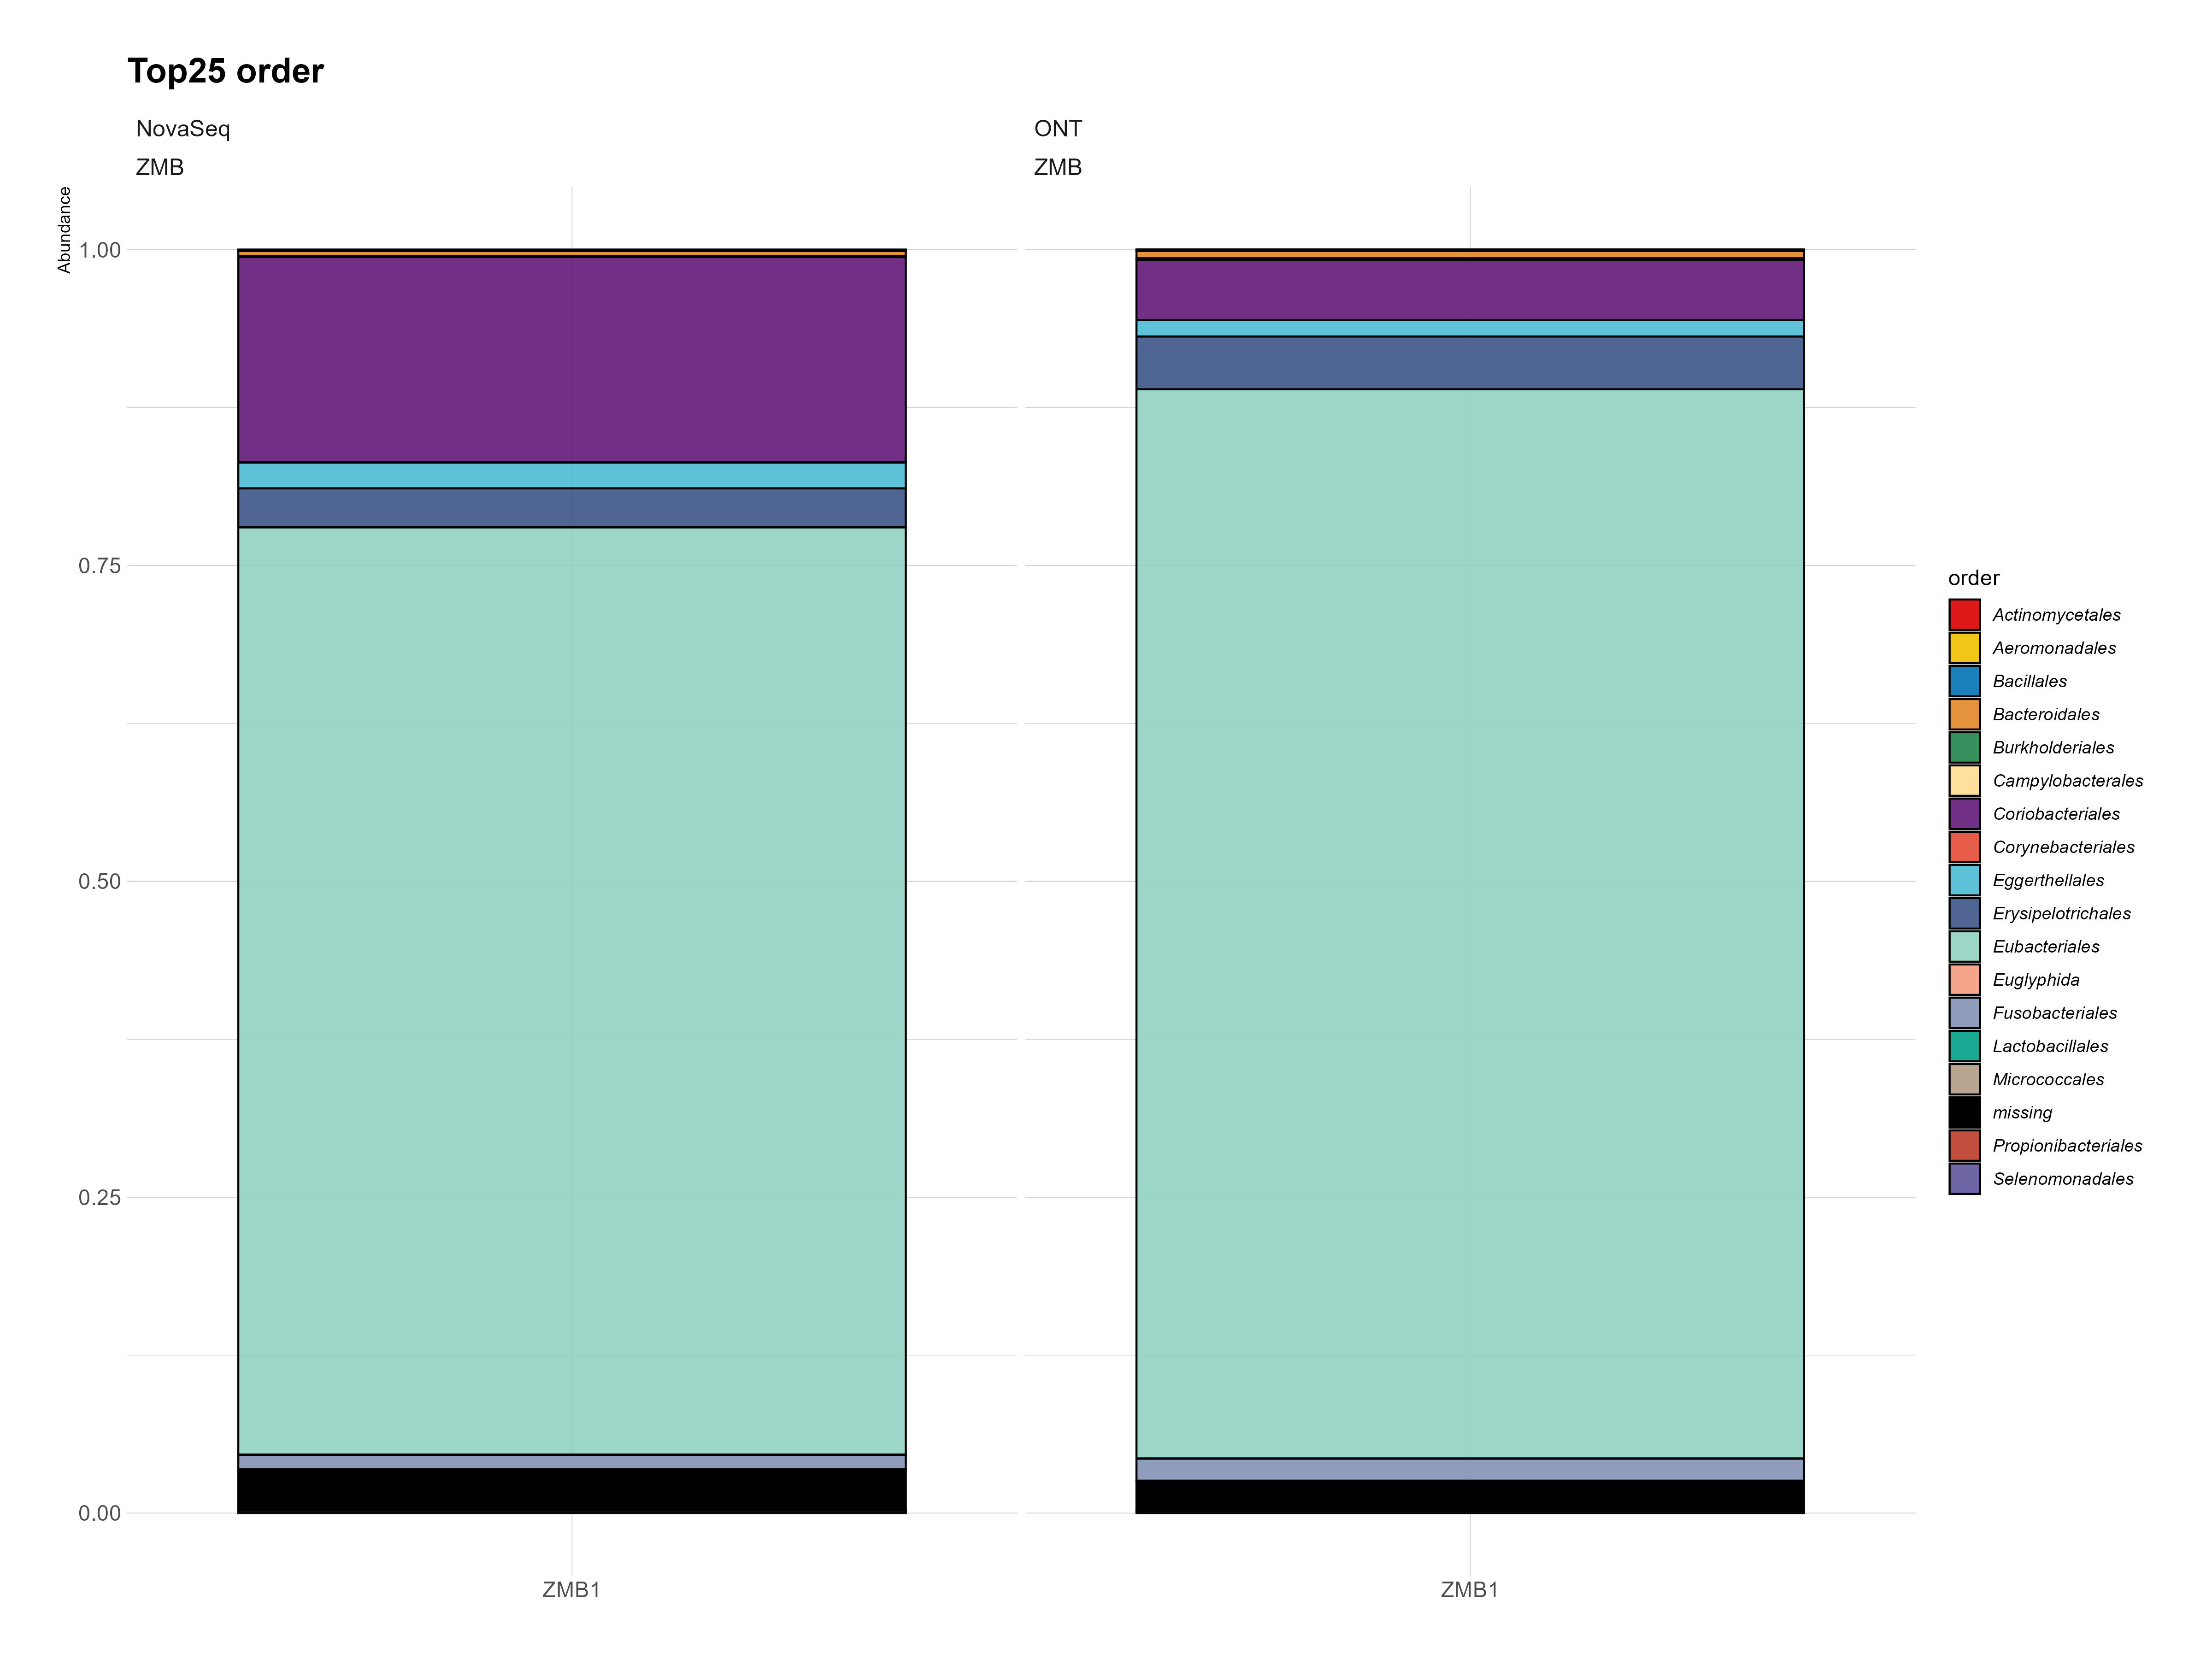 Top25 order
NovaSeq
ZMB
ONT
ZMB
Abundance
1.00
0.75
0.50
0.25
0.00
ZMB1
ZMB1
order
Actinomycetales
Aeromonadales
Bacillales
Bacteroidales
Burkholderiales
Campylobacterales
Coriobacteriales
Corynebacteriales
Eggerthellales
Erysipelotrichales
Eubacteriales
Euglyphida
Fusobacteriales
Lactobacillales
Micrococcales
missing
Propionibacteriales
Selenomonadales